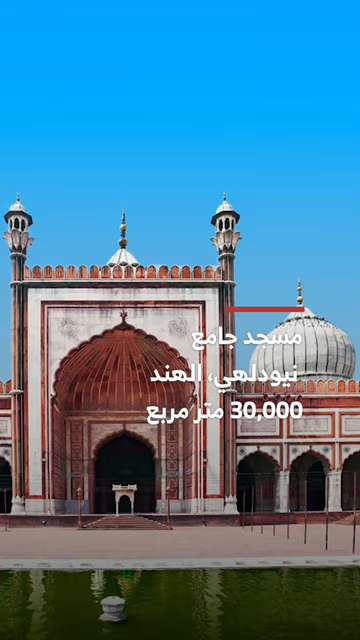 مسجد جامع
نيودلهي، الهند
30,000 متر مربع